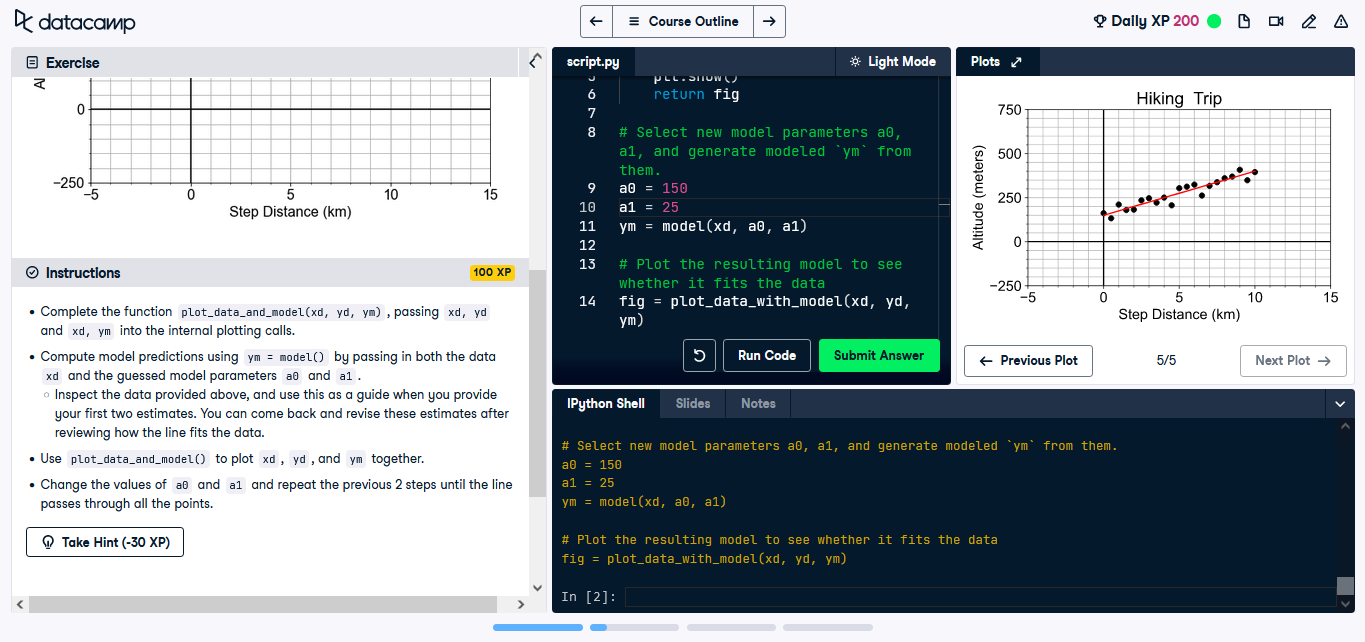 datacamp
Course Outline
Daily XP 200
Exercise
0
−250
−5 0 5 10 15
Step Distance (km)
Instructions
100 XP
Complete the function plot_data_and_model(xd, yd, ym), passing xd, yd
and xd, ym into the internal plotting calls.
Compute model predictions using ym = model() by passing in both the data
xd and the guessed model parameters a0 and a1.
Inspect the data provided above, and use this as a guide when you provide
your first two estimates. You can come back and revise these estimates after
reviewing how the line fits the data.
Use plot_data_and_model() to plot xd, yd, and ym together.
Change the values of a0 and a1 and repeat the previous 2 steps until the line
passes through all the points.
Take Hint (-30 XP)
script.py
Light Mode
5 plt.show()
6 return fig
7
8 # Select new model parameters a0,
a1, and generate modeled `ym` from
them.
9 a0 = 150
10 a1 = 25
11 ym = model(xd, a0, a1)
12
13 # Plot the resulting model to see
whether it fits the data
14 fig = plot_data_with_model(xd, yd,
ym)
Run Code
Submit Answer
Plots
Hiking Trip
Altitude (meters)
750
500
250
0
−250
−5 0 5 10 15
Step Distance (km)
Previous Plot
5/5
Next Plot
IPython Shell
Slides
Notes
# Select new model parameters a0, a1, and generate modeled `ym` from them.
a0 = 150
a1 = 25
ym = model(xd, a0, a1)
# Plot the resulting model to see whether it fits the data
fig = plot_data_with_model(xd, yd, ym)
In [2]: